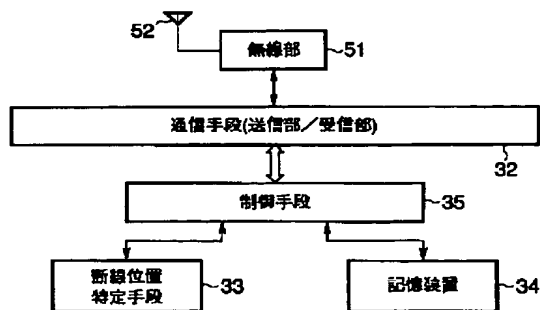 52
無線部
51
通信手段(送信部/受信部)
32
制御手段
35
断線位置
特定手段
33
記憶装置
34